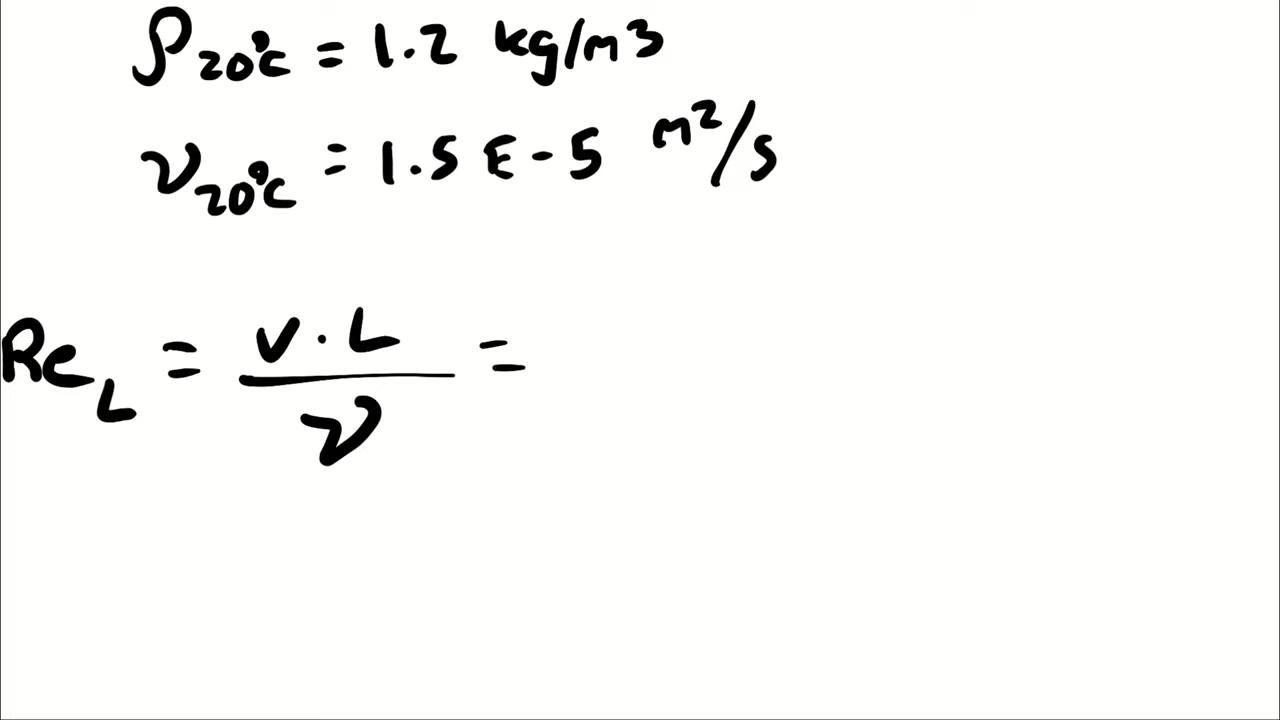 ρ20°C = 1.2 kg/m3
ν20°C = 1.5 E-5 m²/s
ReL = V·L / ν =